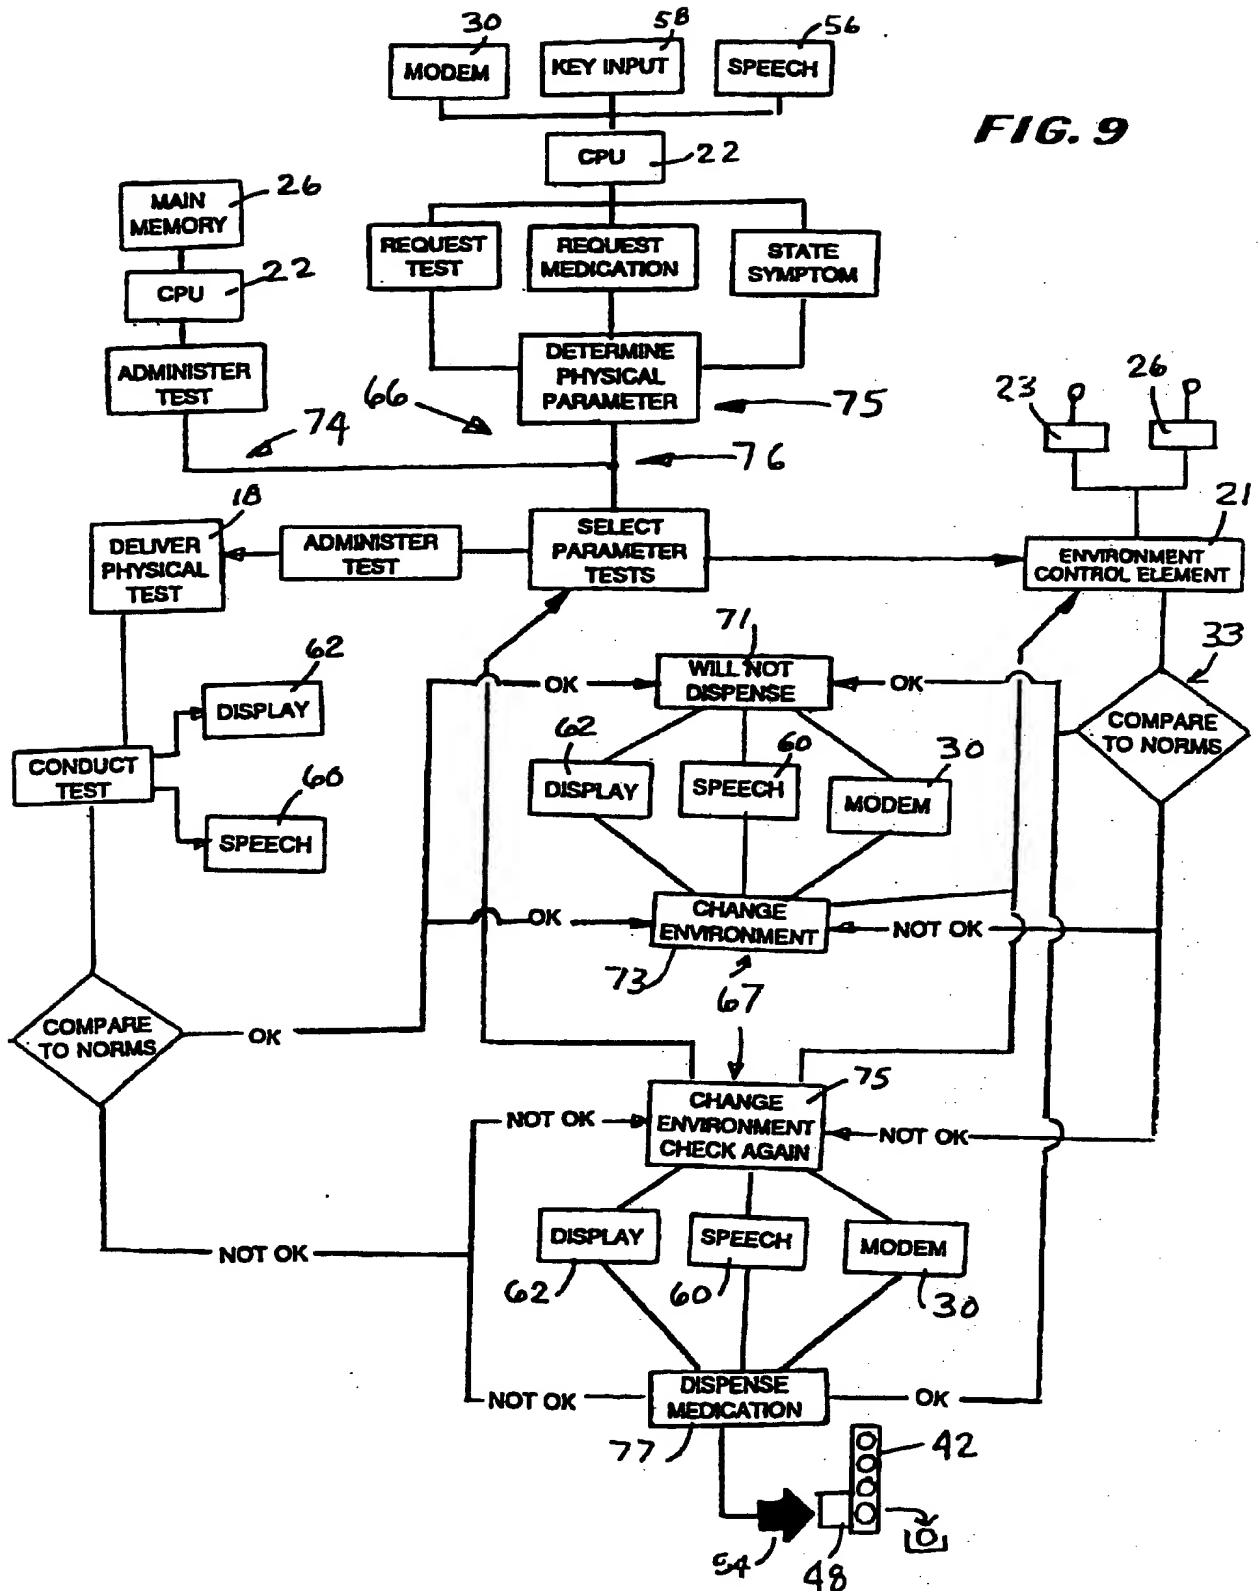 30
58
56
MODEM
KEY INPUT
SPEECH
FIG. 9
CPU
22
MAIN
MEMORY
26
REQUEST
TEST
REQUEST
MEDICATION
STATE
SYMPTOM
CPU
22
ADMINISTER
TEST
DETERMINE
PHYSICAL
PARAMETER
66
75
74
76
23
26
18
21
DELIVER
PHYSICAL
TEST
ADMINISTER
TEST
SELECT
PARAMETER
TESTS
ENVIRONMENT
CONTROL ELEMENT
71
33
62
WILL NOT
DISPENSE
OK
OK
DISPLAY
COMPARE
TO NORMS
62
60
30
CONDUCT
TEST
DISPLAY
SPEECH
MODEM
60
SPEECH
CHANGE
ENVIRONMENT
OK
NOT OK
73
67
COMPARE
TO NORMS
OK
75
CHANGE
ENVIRONMENT
CHECK AGAIN
NOT OK
NOT OK
DISPLAY
SPEECH
MODEM
NOT OK
62
60
30
DISPENSE
MEDICATION
NOT OK
OK
77
42
54
48